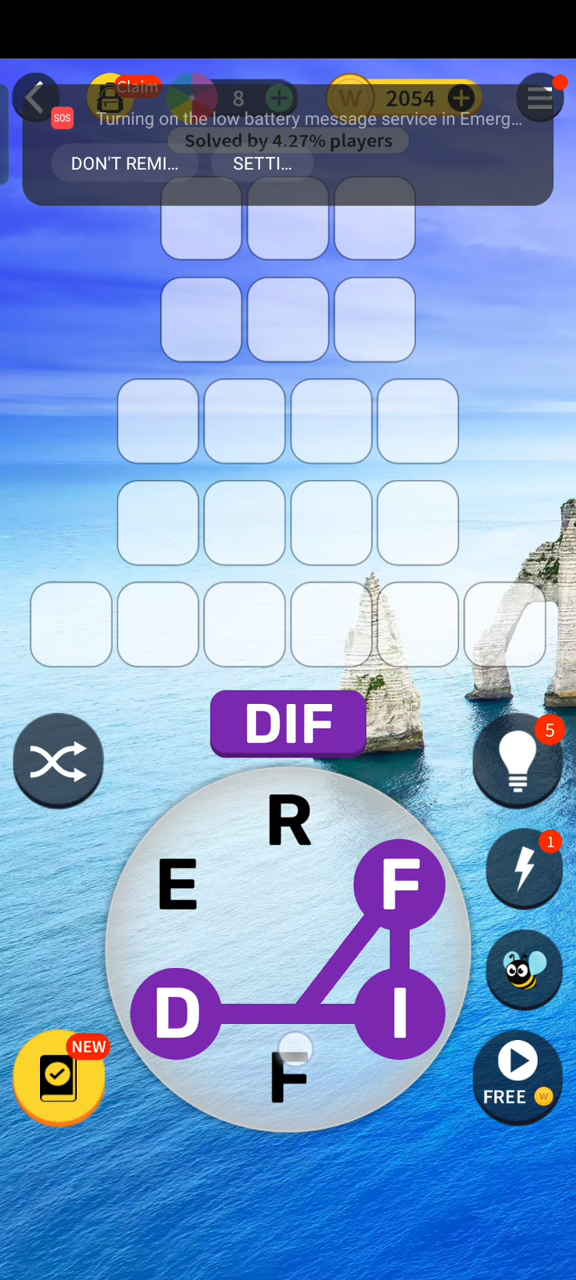 Claim
8
W 2054
SOS Turning on the low battery message service in Emerg...
Solved by 4.27% players
DON'T REMI... SETTI...
DIF
5
R
E F
1
D I
NEW
F
FREE W